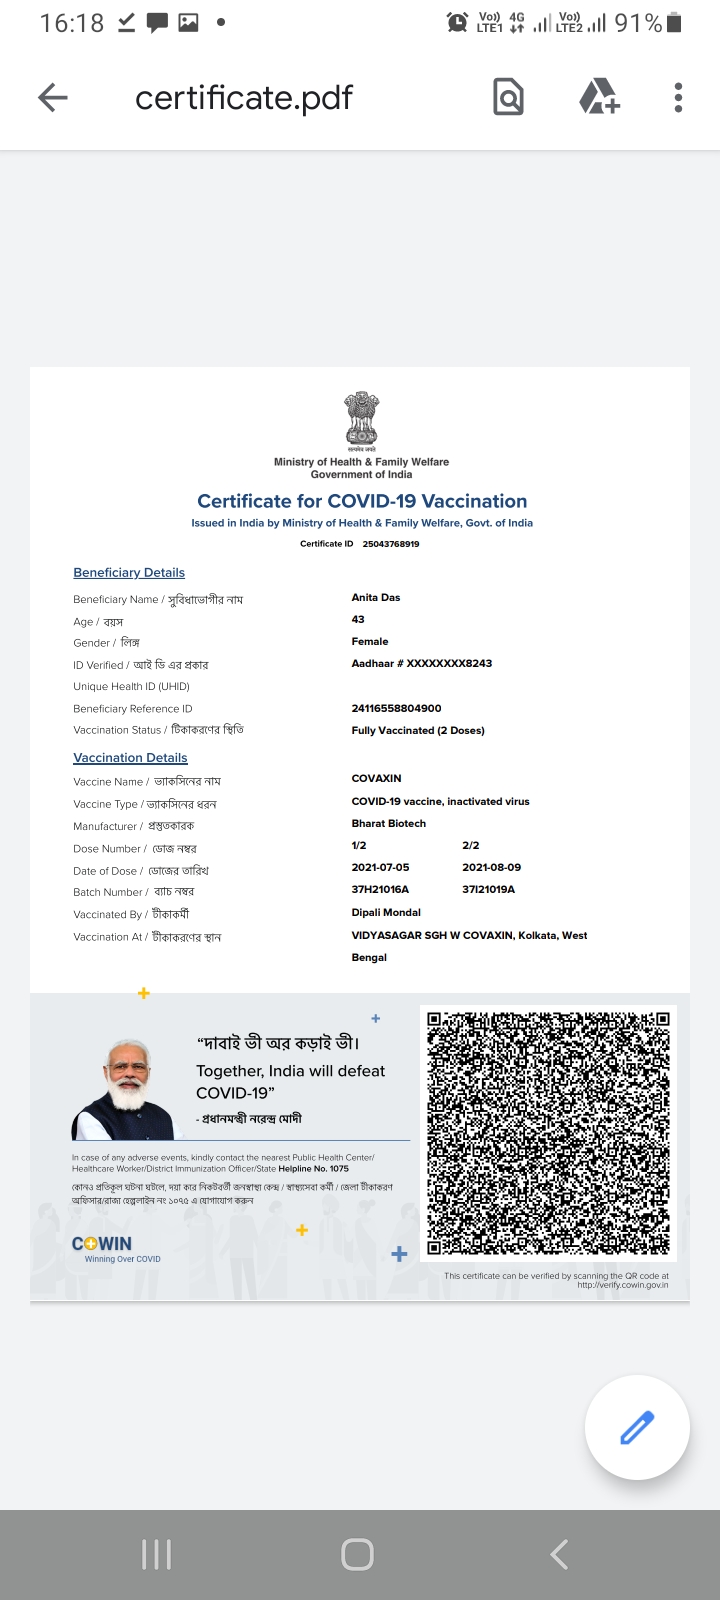 16:18 Vo)) LTE1 4G Vo)) LTE2 91%
certificate.pdf
सत्यमेव जयते
Ministry of Health & Family Welfare
Government of India
Certificate for COVID-19 Vaccination
Issued in India by Ministry of Health & Family Welfare, Govt. of India
Certificate ID 25043768919
Beneficiary Details
Beneficiary Name / সুবিধাভোগীর নাম Anita Das
Age / বয়স 43
Gender / লিঙ্গ Female
ID Verified / আই ডি এর প্রকার Aadhaar # XXXXXXXX8243
Unique Health ID (UHID)
Beneficiary Reference ID 24116558804900
Vaccination Status / টিকাকরণের স্থিতি Fully Vaccinated (2 Doses)
Vaccination Details
Vaccine Name / ভ্যাকসিনের নাম COVAXIN
Vaccine Type / ভ্যাকসিনের ধরন COVID-19 vaccine, inactivated virus
Manufacturer / প্রস্তুতকারক Bharat Biotech
Dose Number / ডোজ নম্বর 1/2 2/2
Date of Dose / ডোজের তারিখ 2021-07-05 2021-08-09
Batch Number / ব্যাচ নম্বর 37H21016A 37I21019A
Vaccinated By / টীকাকর্মী Dipali Mondal
Vaccination At / টীকাকরণের স্থান VIDYASAGAR SGH W COVAXIN, Kolkata, West
Bengal
“দাবাই ভী অর কড়াই ভী।
Together, India will defeat
COVID-19”
- প্রধানমন্ত্রী নরেন্দ্র মোদী
In case of any adverse events, kindly contact the nearest Public Health Center/
Healthcare Worker/District Immunization Officer/State Helpline No. 1075
কোনও প্রতিকূল ঘটনা ঘটলে, দয়া করে নিকটবর্তী জনস্বাস্থ্য কেন্দ্র / স্বাস্থ্যসেবা কর্মী / জেলা টীকাকরণ
অফিসার/রাজ্য হেল্পলাইন নং ১০৭৫ এ যোগাযোগ করুন
COWIN
Winning Over COVID
This certificate can be verified by scanning the QR code at
http://verify.cowin.gov.in